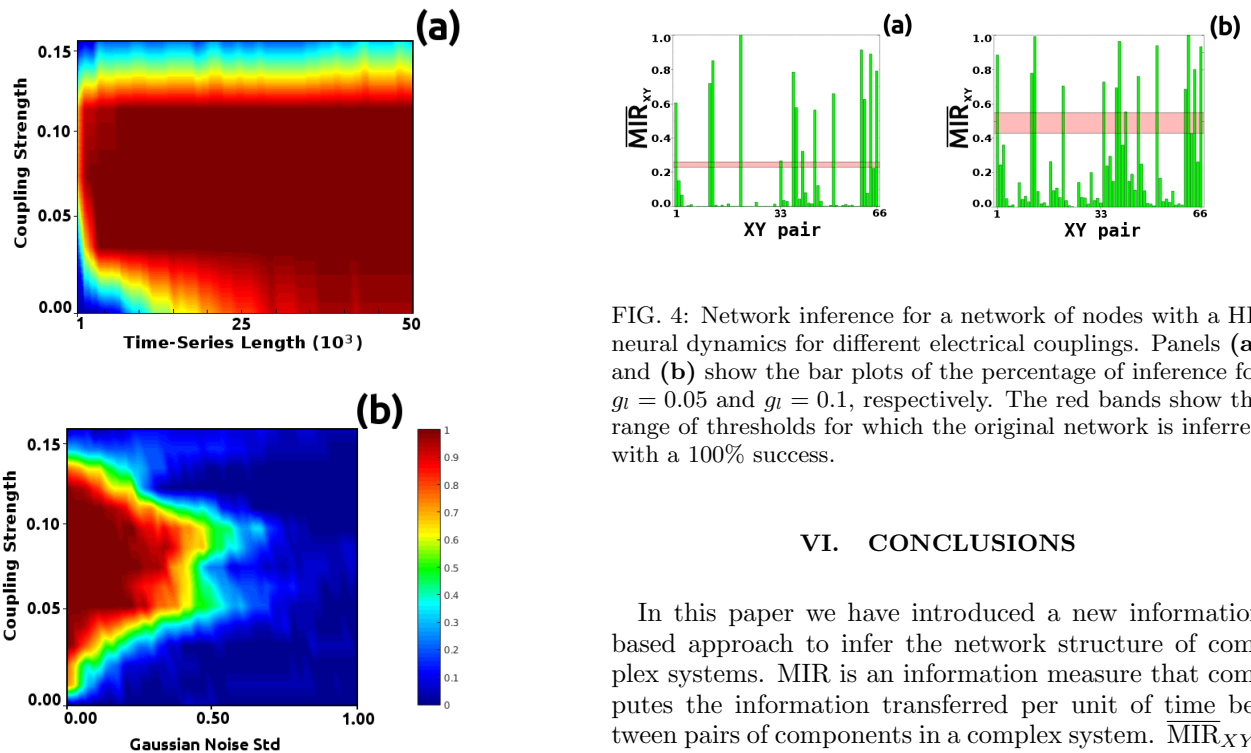 (a)
0.15
0.10
0.05
0.00
Coupling Strength
1 25 50
Time-Series Length (10³)
(b)
0.15
0.10
0.05
0.00
Coupling Strength
0.00 0.50 1.00
Gaussian Noise Std
1
0.9
0.8
0.7
0.6
0.5
0.4
0.3
0.2
0.1
0
(a)
1.0
0.8
0.6
0.4
0.2
0.0
MIR XY
1 33 66
XY pair
(b)
1.0
0.8
0.6
0.4
0.2
0.0
MIR XY
1 33 66
XY pair
FIG. 4: Network inference for a network of nodes with a H
neural dynamics for different electrical couplings. Panels (a
and (b) show the bar plots of the percentage of inference fo
gl = 0.05 and gl = 0.1, respectively. The red bands show th
range of thresholds for which the original network is inferre
with a 100% success.
VI. CONCLUSIONS
In this paper we have introduced a new information
based approach to infer the network structure of com
plex systems. MIR is an information measure that com
putes the information transferred per unit of time be
tween pairs of components in a complex system. MIR XY